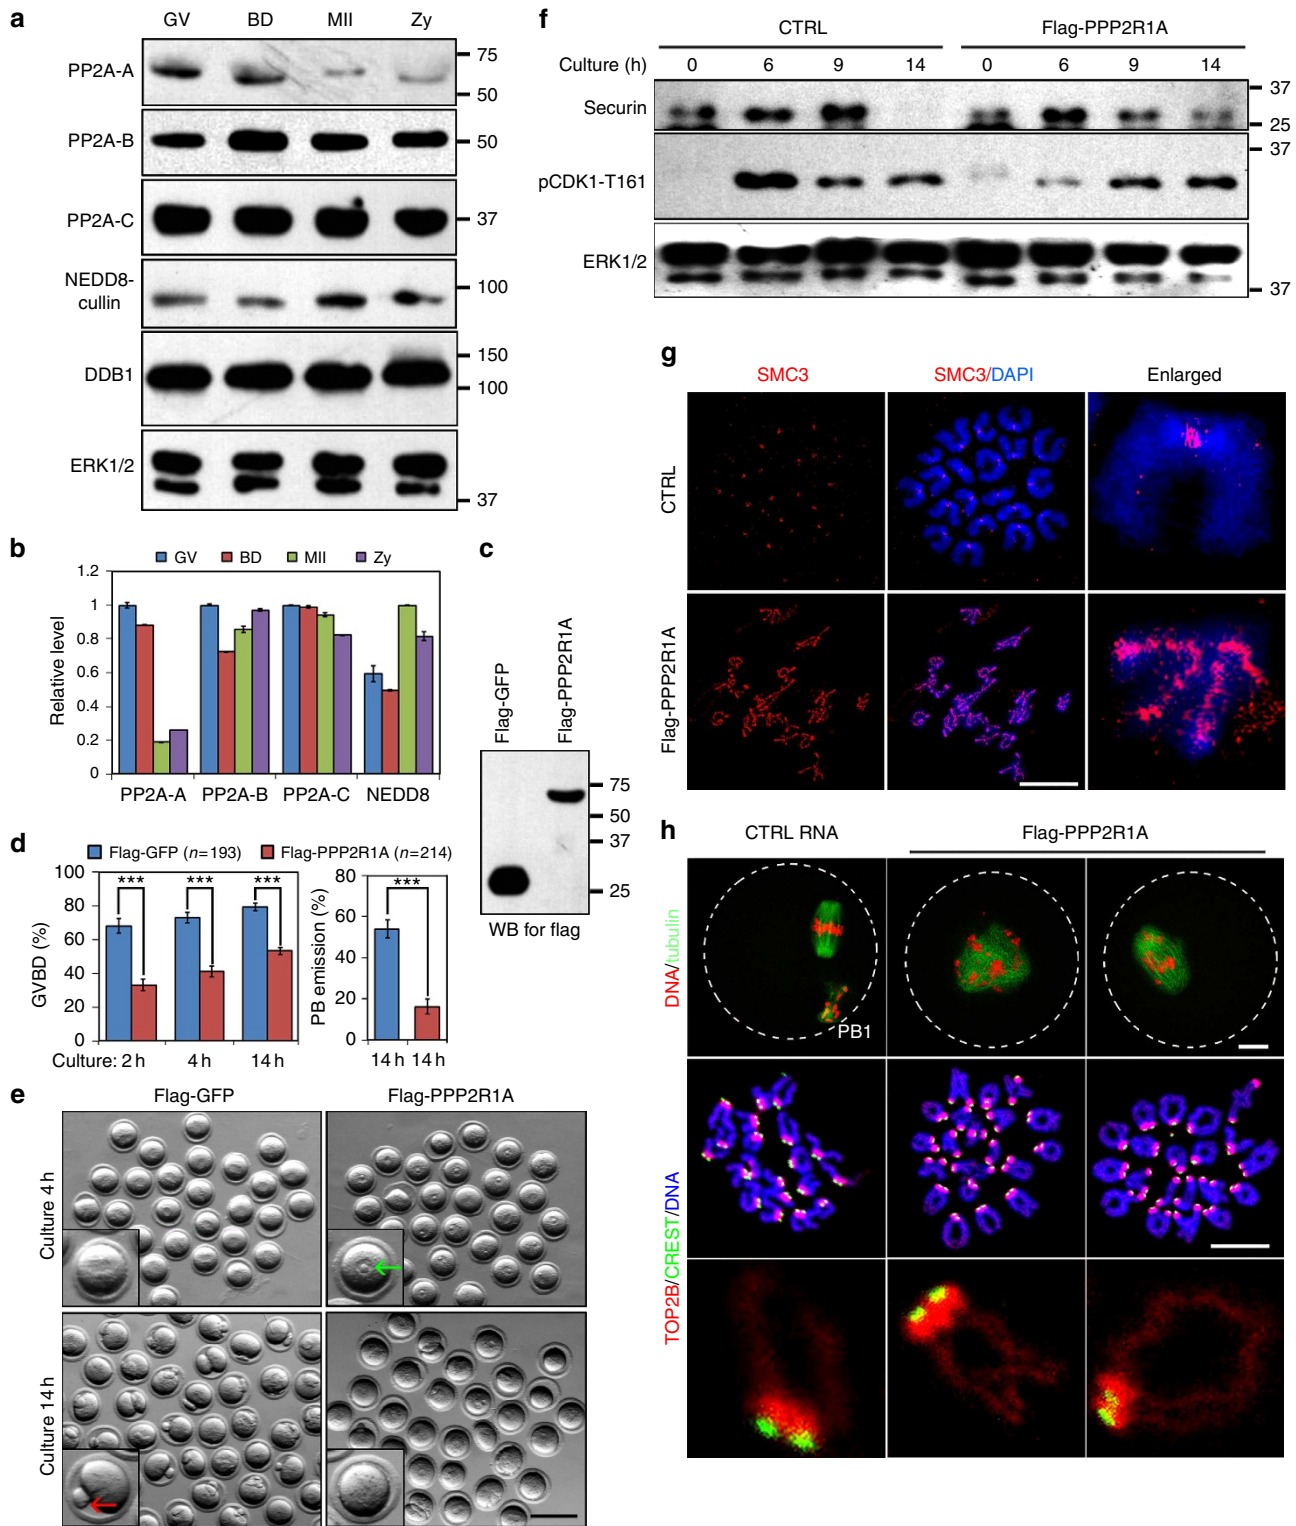 a
GV BD MII Zy
PP2A-A
75
50
PP2A-B
50
PP2A-C
37
NEDD8-
cullin
100
DDB1
150
100
ERK1/2
37
b
GV BD MII Zy
Relative level
1.2
1
0.8
0.6
0.4
0.2
0
PP2A-A PP2A-B PP2A-C NEDD8
c
Flag-GFP
Flag-PPP2R1A
75
50
37
25
WB for flag
d
Flag-GFP (n=193) Flag-PPP2R1A (n=214)
GVBD (%)
100
80
60
40
20
0
*** *** ***
Culture: 2 h 4 h 14 h
PB emission (%)
80
60
40
20
0
***
14 h 14 h
e
Flag-GFP Flag-PPP2R1A
Culture 4 h
Culture 14 h
f
CTRL Flag-PPP2R1A
Culture (h) 0 6 9 14 0 6 9 14
Securin
37
25
pCDK1-T161
37
ERK1/2
37
g
SMC3 SMC3/DAPI Enlarged
CTRL
Flag-PPP2R1A
h
CTRL RNA Flag-PPP2R1A
DNA/tubulin
PB1
TOP2B/CREST/DNA